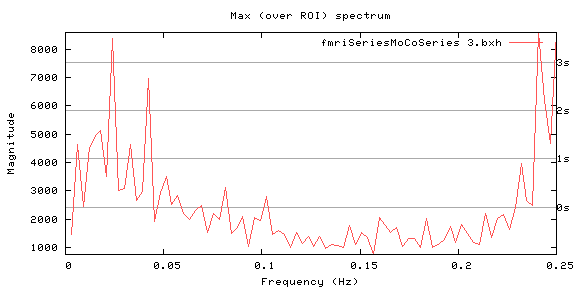 Max (over ROI) spectrum
fmriSeriesMoCoSeries 3.bxh
8000
7000
6000
5000
4000
3000
2000
1000
3s
2s
1s
0s
Magnitude
0
0.05
0.1
0.15
0.2
0.25
Frequency (Hz)